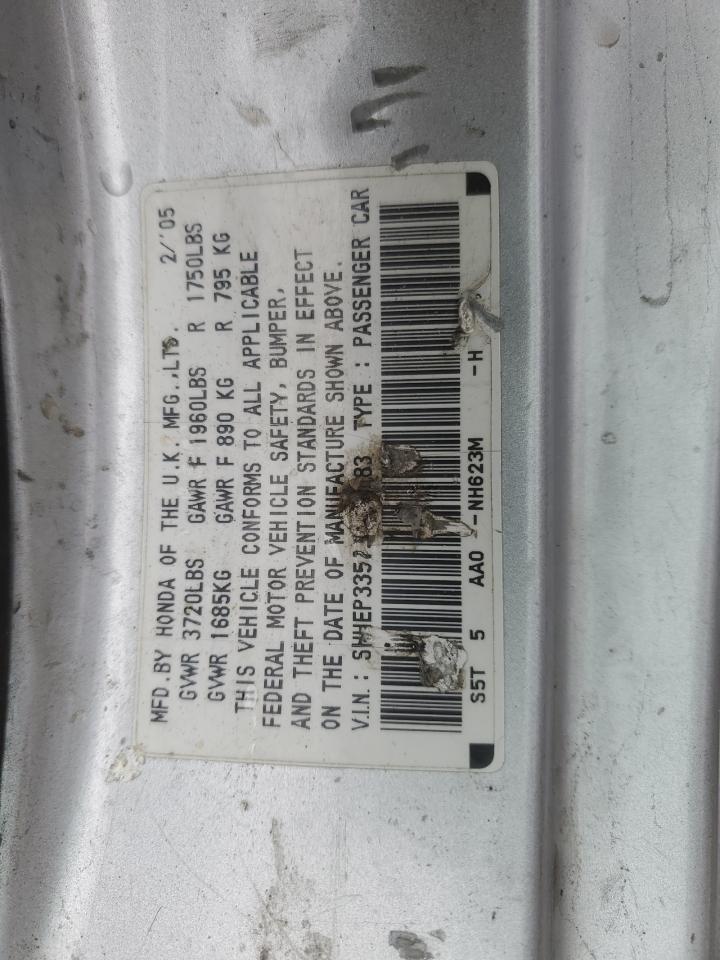 MFD.BY HONDA OF THE U.K. MFG.,LTD. 2/'05
GVWR 3720LBS GAWR F 1960LBS R 1750LBS
GVWR 1685KG GAWR F 890 KG R 795 KG
THIS VEHICLE CONFORMS TO ALL APPLICABLE
FEDERAL MOTOR VEHICLE SAFETY, BUMPER,
AND THEFT PREVENTION STANDARDS IN EFFECT
ON THE DATE OF MANUFACTURE SHOWN ABOVE.
V.I.N.: TYPE : PASSENGER CAR
S5T 5 AA0 -NH623M -H